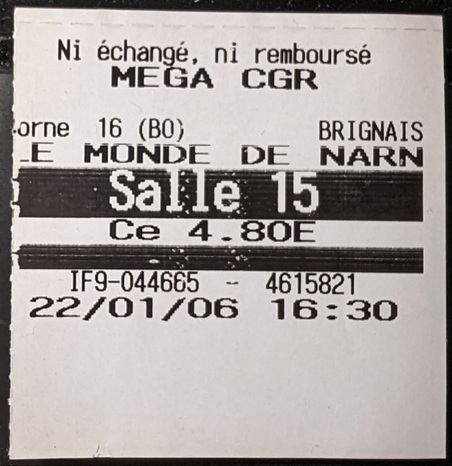 Ni échangé, ni remboursé
MEGA CGR
orne 16 (BO) BRIGNAIS
LE MONDE DE NARN
Salle 15
Ce 4.80E
IF9-044665 - 4615821
22/01/06 16:30